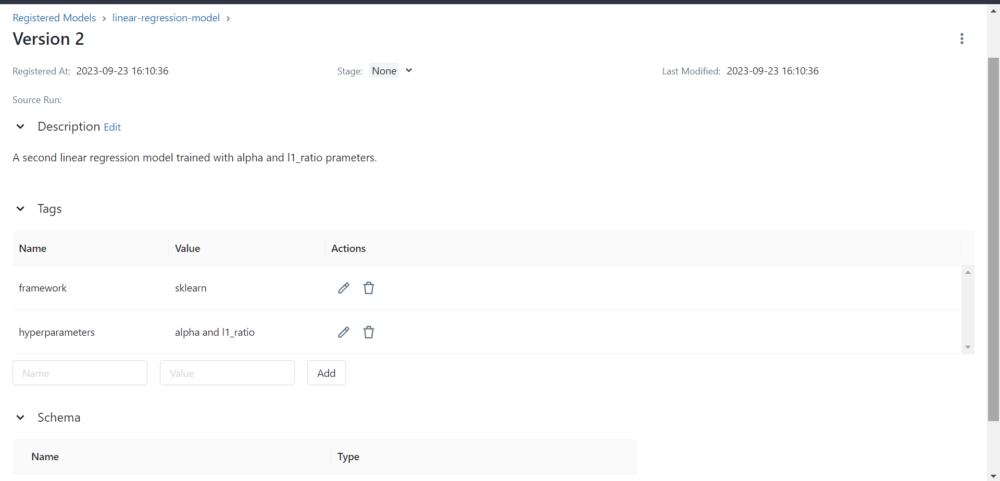 Registered Models > linear-regression-model >
Version 2
Registered At: 2023-09-23 16:10:36 Stage: None Last Modified: 2023-09-23 16:10:36
Source Run:
Description Edit
A second linear regression model trained with alpha and l1_ratio prameters.
Tags
Name Value Actions
framework sklearn
hyperparameters alpha and l1_ratio
Name Value Add
Schema
Name Type